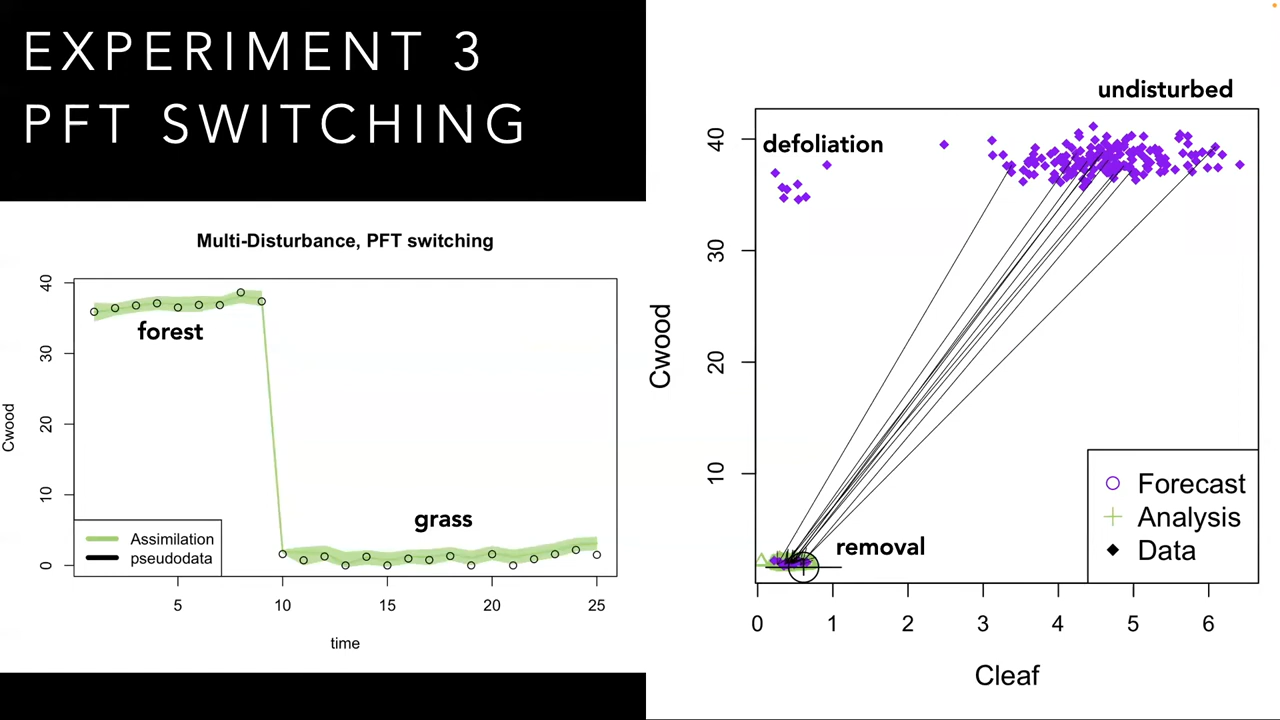 EXPERIMENT 3
PFT SWITCHING
Multi-Disturbance, PFT switching
Cwood
40
30
20
10
0
forest
grass
Assimilation
pseudodata
5
10
15
20
25
time
undisturbed
defoliation
removal
Cwood
40
30
20
10
Forecast
Analysis
Data
0
1
2
3
4
5
6
Cleaf